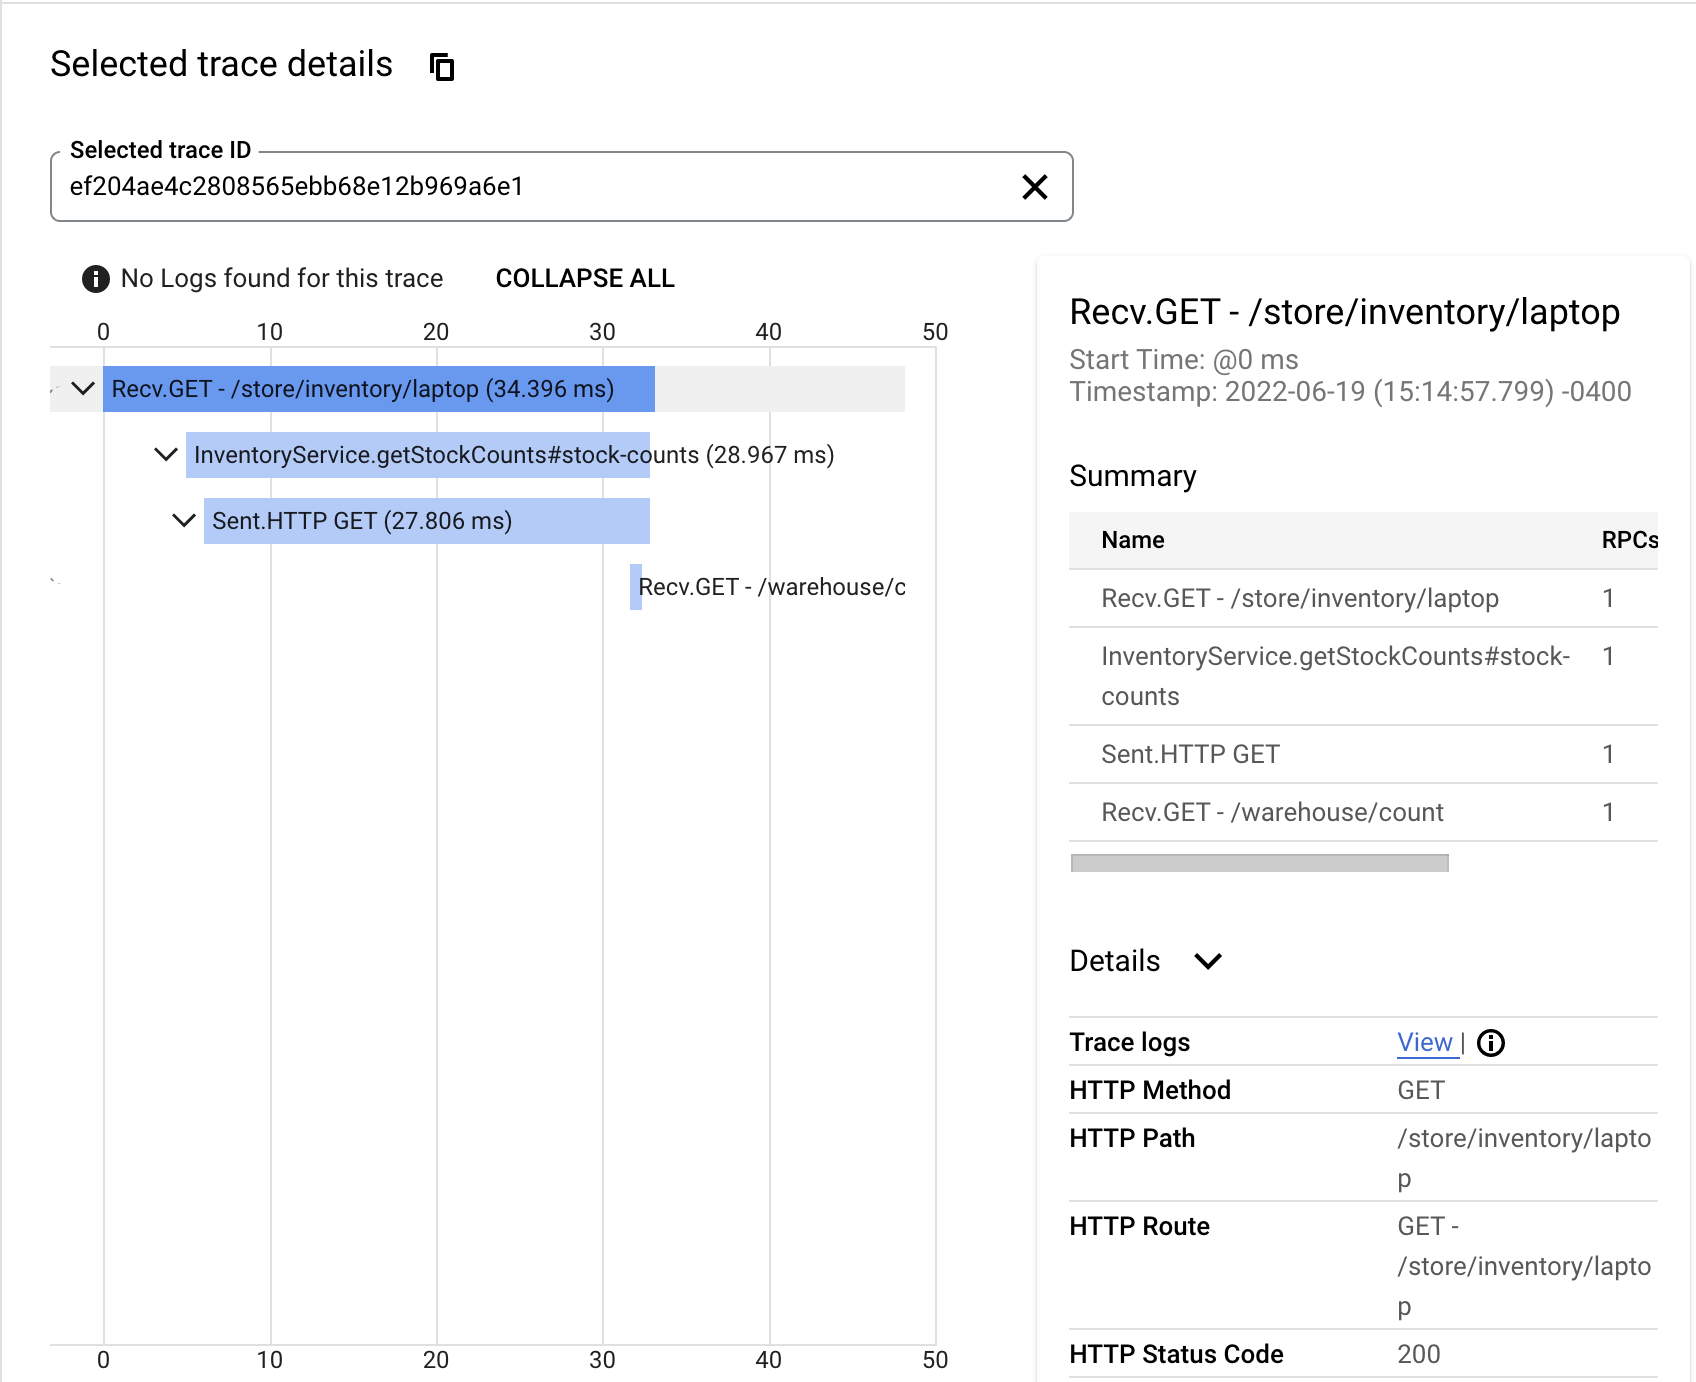 Selected trace details
Selected trace ID
ef204ae4c2808565ebb68e12b969a6e1
No Logs found for this trace
COLLAPSE ALL
0 10 20 30 40 50
Recv.GET - /store/inventory/laptop (34.396 ms)
InventoryService.getStockCounts#stock-counts (28.967 ms)
Sent.HTTP GET (27.806 ms)
Recv.GET - /warehouse/c
0 10 20 30 40 50
Recv.GET - /store/inventory/laptop
Start Time: @0 ms
Timestamp: 2022-06-19 (15:14:57.799) -0400
Summary
Name RPCs
Recv.GET - /store/inventory/laptop 1
InventoryService.getStockCounts#stock- 1
counts
Sent.HTTP GET 1
Recv.GET - /warehouse/count 1
Details
Trace logs View |
HTTP Method GET
HTTP Path /store/inventory/lapto
p
HTTP Route GET -
/store/inventory/lapto
p
HTTP Status Code 200